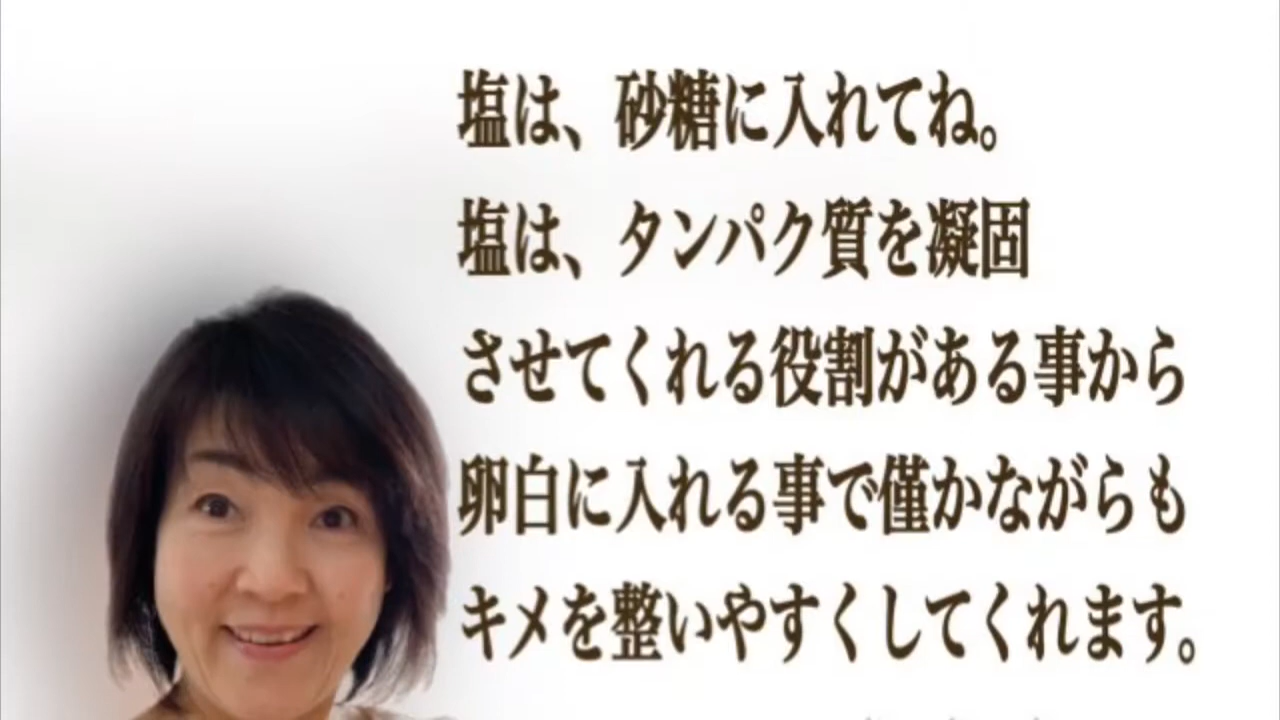 塩は、砂糖に入れてね。
塩は、タンパク質を凝固
させてくれる役割がある事から
卵白に入れる事で僅かながらも
キメを整いやすくしてくれます。